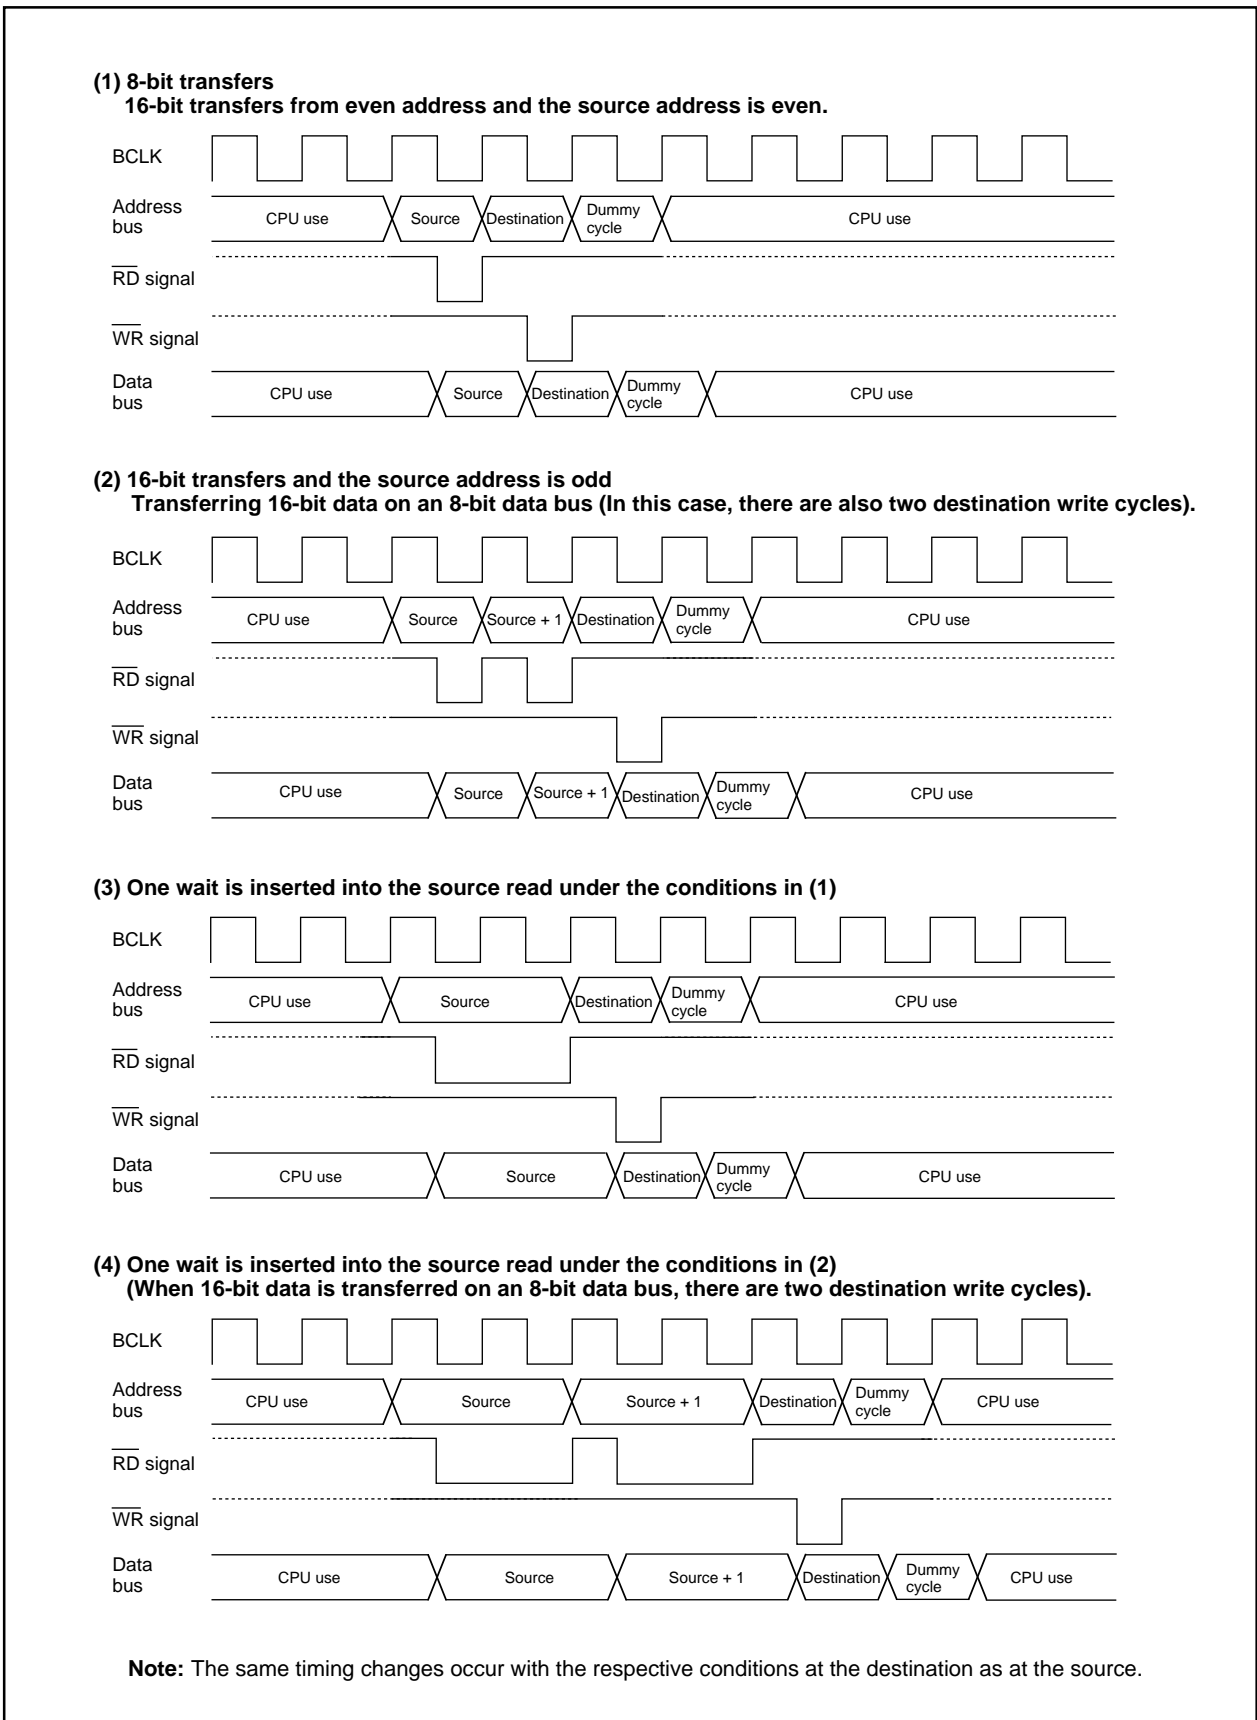 (1) 8-bit transfers
16-bit transfers from even address and the source address is even.
BCLK
Address
bus
CPU use
Source
Destination
Dummy
cycle
CPU use
RD signal
WR signal
Data
bus
CPU use
Source
Destination
Dummy
cycle
CPU use
(2) 16-bit transfers and the source address is odd
Transferring 16-bit data on an 8-bit data bus (In this case, there are also two destination write cycles).
BCLK
Address
bus
CPU use
Source
Source + 1
Destination
Dummy
cycle
CPU use
RD signal
WR signal
Data
bus
CPU use
Source
Source + 1
Destination
Dummy
cycle
CPU use
(3) One wait is inserted into the source read under the conditions in (1)
BCLK
Address
bus
CPU use
Source
Destination
Dummy
cycle
CPU use
RD signal
WR signal
Data
bus
CPU use
Source
Destination
Dummy
cycle
CPU use
(4) One wait is inserted into the source read under the conditions in (2)
(When 16-bit data is transferred on an 8-bit data bus, there are two destination write cycles).
BCLK
Address
bus
CPU use
Source
Source + 1
Destination
Dummy
cycle
CPU use
RD signal
WR signal
Data
bus
CPU use
Source
Source + 1
Destination
Dummy
cycle
CPU use
Note: The same timing changes occur with the respective conditions at the destination as at the source.